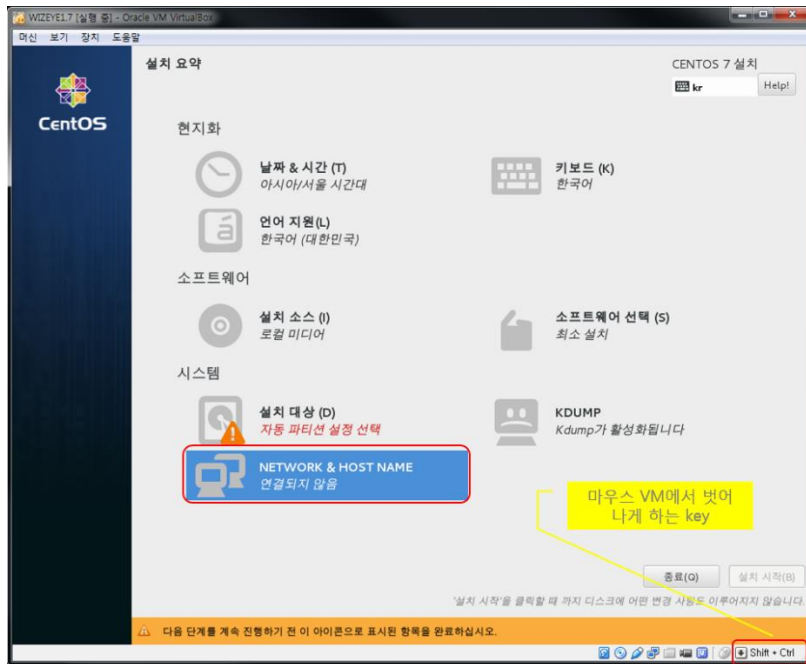 WIZEYE1.7 [실행 중] - Oracle VM VirtualBox
머신 보기 장치 도움말
설치 요약
CENTOS 7 설치
kr
Help!
CentOS
현지화
날짜 & 시간 (T)
아시아/서울 시간대
키보드 (K)
한국어
언어 지원(L)
한국어 (대한민국)
소프트웨어
설치 소스 (I)
로컬 미디어
소프트웨어 선택 (S)
최소 설치
시스템
설치 대상 (D)
자동 파티션 설정 선택
KDUMP
Kdump가 활성화됩니다
NETWORK & HOST NAME
연결되지 않음
마우스 VM에서 벗어
나게 하는 key
종료(Q)
설치 시작(B)
'설치 시작'을 클릭할 때 까지 디스크에 어떤 변경 사항도 이루어지지 않습니다.
다음 단계를 계속 진행하기 전 이 아이콘으로 표시된 항목을 완료하십시오.
Shift + Ctrl